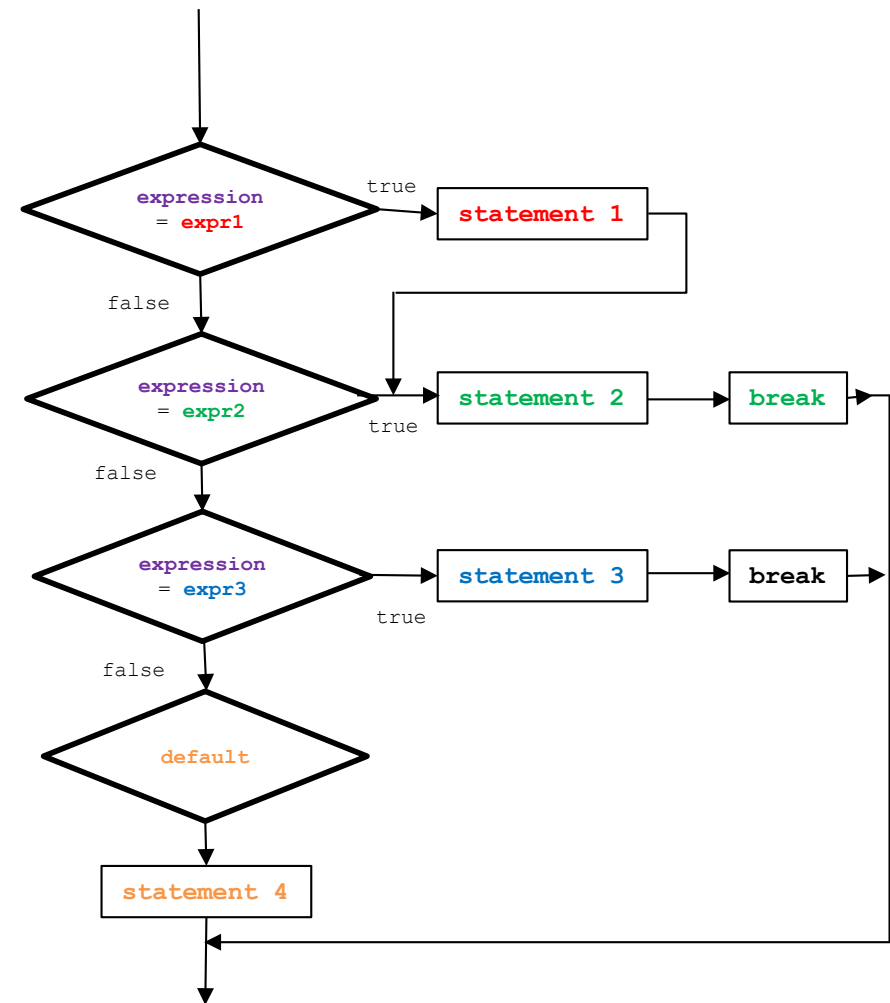 expression
= expr1
true
statement 1
false
expression
= expr2
true
statement 2
break
false
expression
= expr3
true
statement 3
break
false
default
statement 4